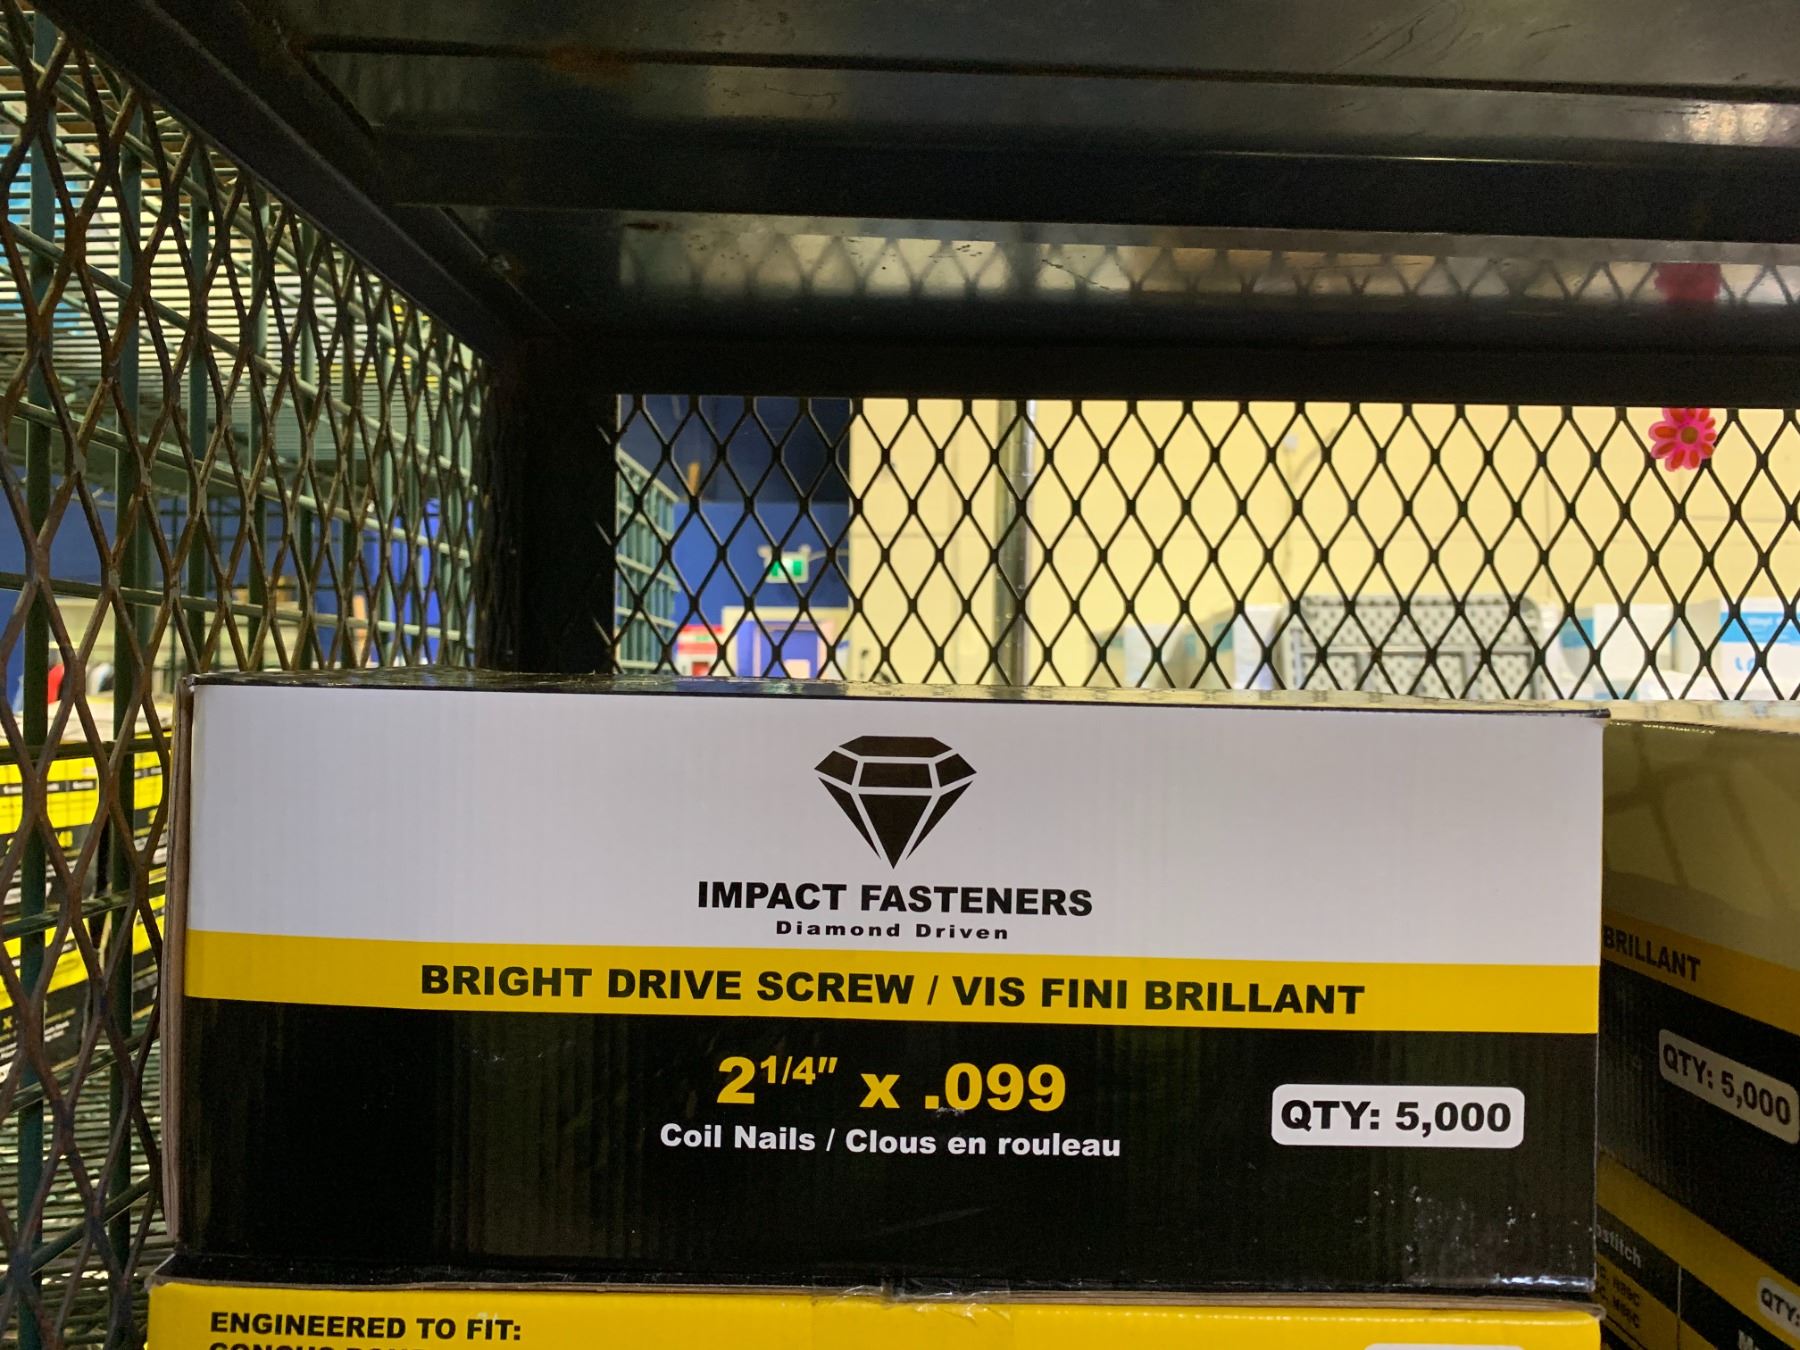 IMPACT FASTENERS
Diamond Driven
BRIGHT DRIVE SCREW / VIS FINI BRILLANT
2 1/4" x .099
Coil Nails / Clous en rouleau
QTY: 5,000
BRILLANT
QTY: 5,000
QTY:
ENGINEERED TO FIT: